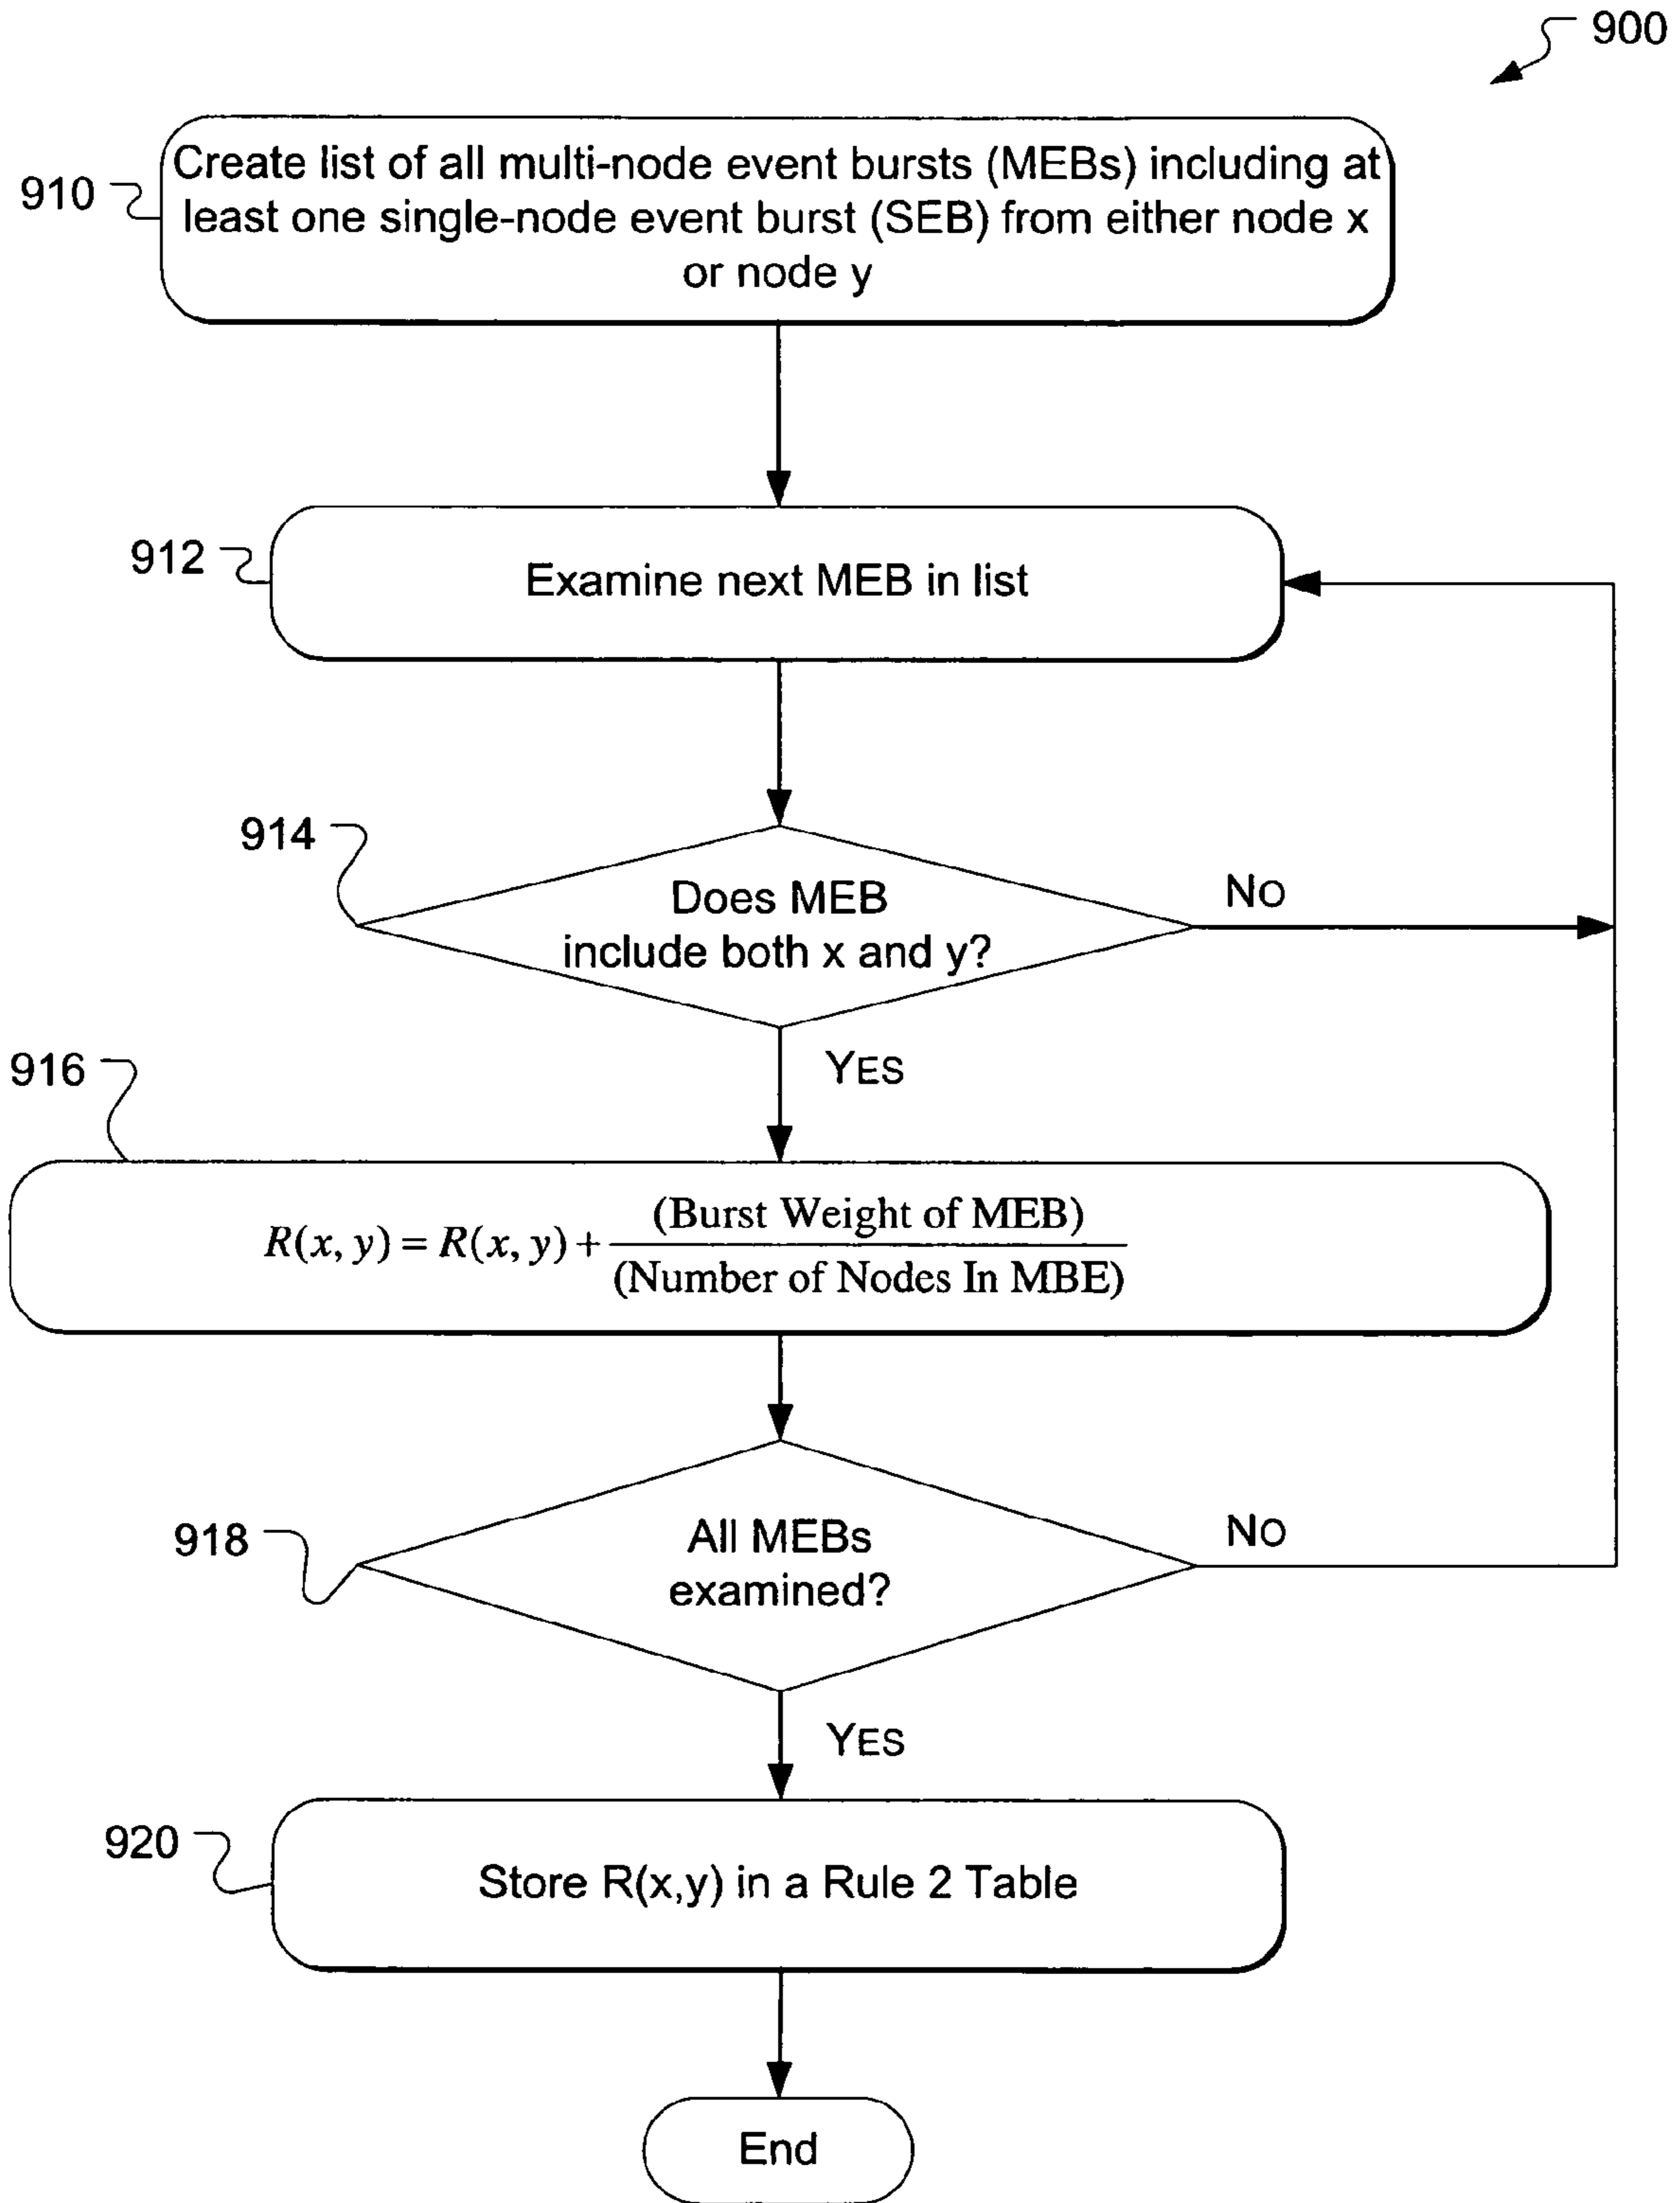 900
910
Create list of all multi-node event bursts (MEBs) including at
least one single-node event burst (SEB) from either node x
or node y
912
Examine next MEB in list
914
Does MEB
include both x and y?
NO
YES
916
R(x, y) = R(x, y) + (Burst Weight of MEB) / (Number of Nodes In MBE)
918
All MEBs
examined?
NO
YES
920
Store R(x,y) in a Rule 2 Table
End